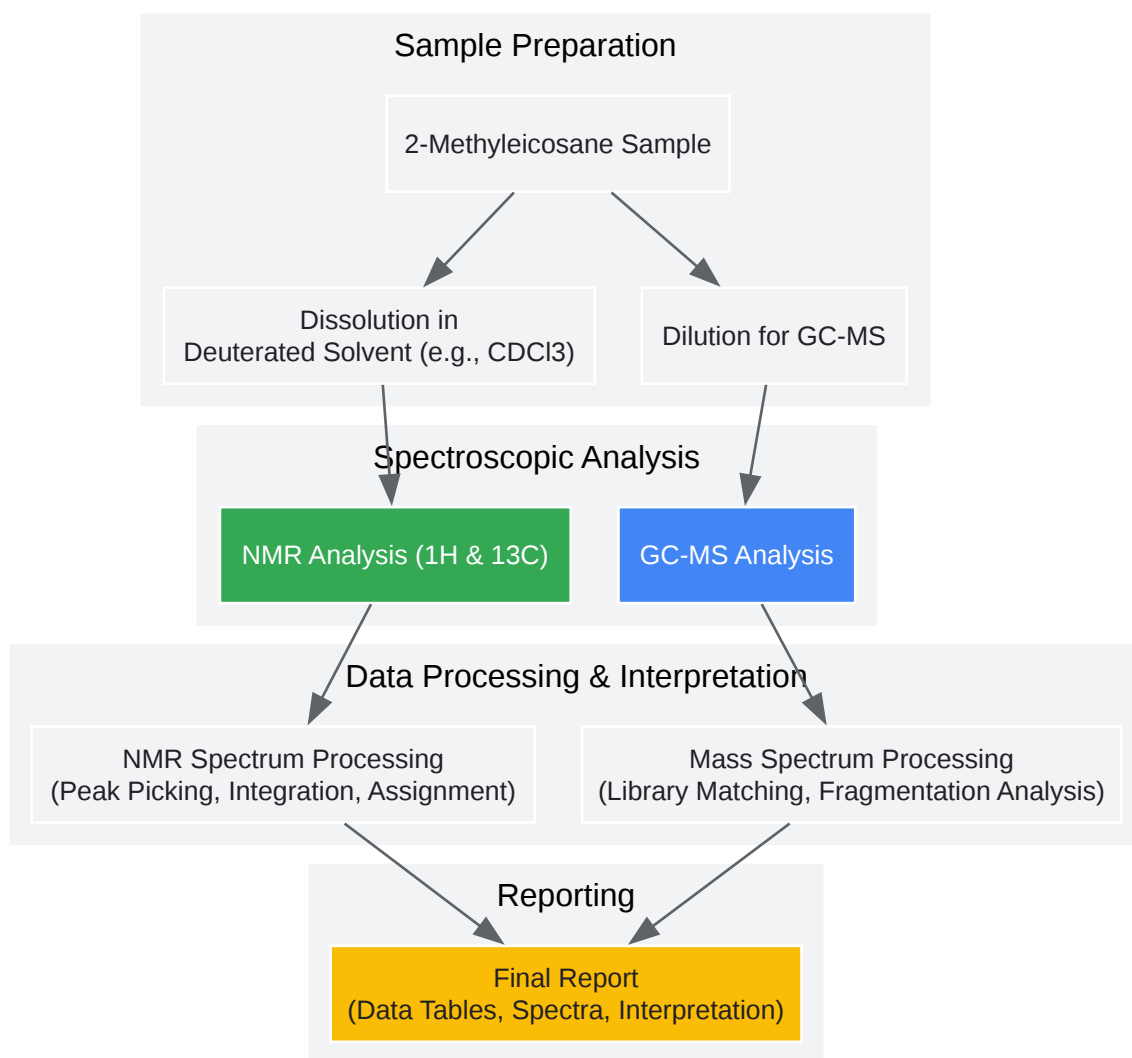 Sample Preparation
2-Methyleicosane Sample
Dissolution in
Deuterated Solvent (e.g., CDCl3)
Dilution for GC-MS
Spectroscopic Analysis
NMR Analysis (1H & 13C)
GC-MS Analysis
Data Processing & Interpretation
NMR Spectrum Processing
(Peak Picking, Integration, Assignment)
Mass Spectrum Processing
(Library Matching, Fragmentation Analysis)
Reporting
Final Report
(Data Tables, Spectra, Interpretation)